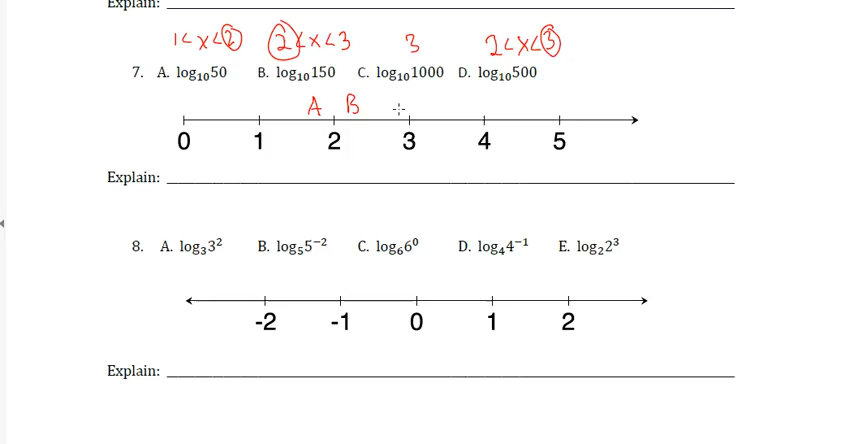 Explain:
1 < x < 2 2 < x < 3 3 2 < x < 3
7. A. log₁₀50 B. log₁₀150 C. log₁₀1000 D. log₁₀500
A B
0 1 2 3 4 5
Explain:
8. A. log₃3² B. log₅5⁻² C. log₆6⁰ D. log₄4⁻¹ E. log₂2³
-2 -1 0 1 2
Explain: